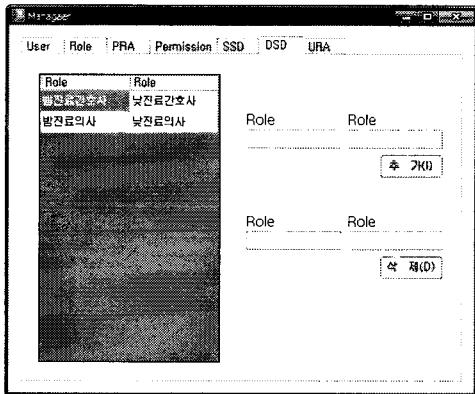 Manager
User Role PRA Permission SSD DSD URA
Role Role
밤진료간호사 낮진료간호사
밤진료의사 낮진료의사
Role Role
추 가(I)
Role Role
삭 제(D)